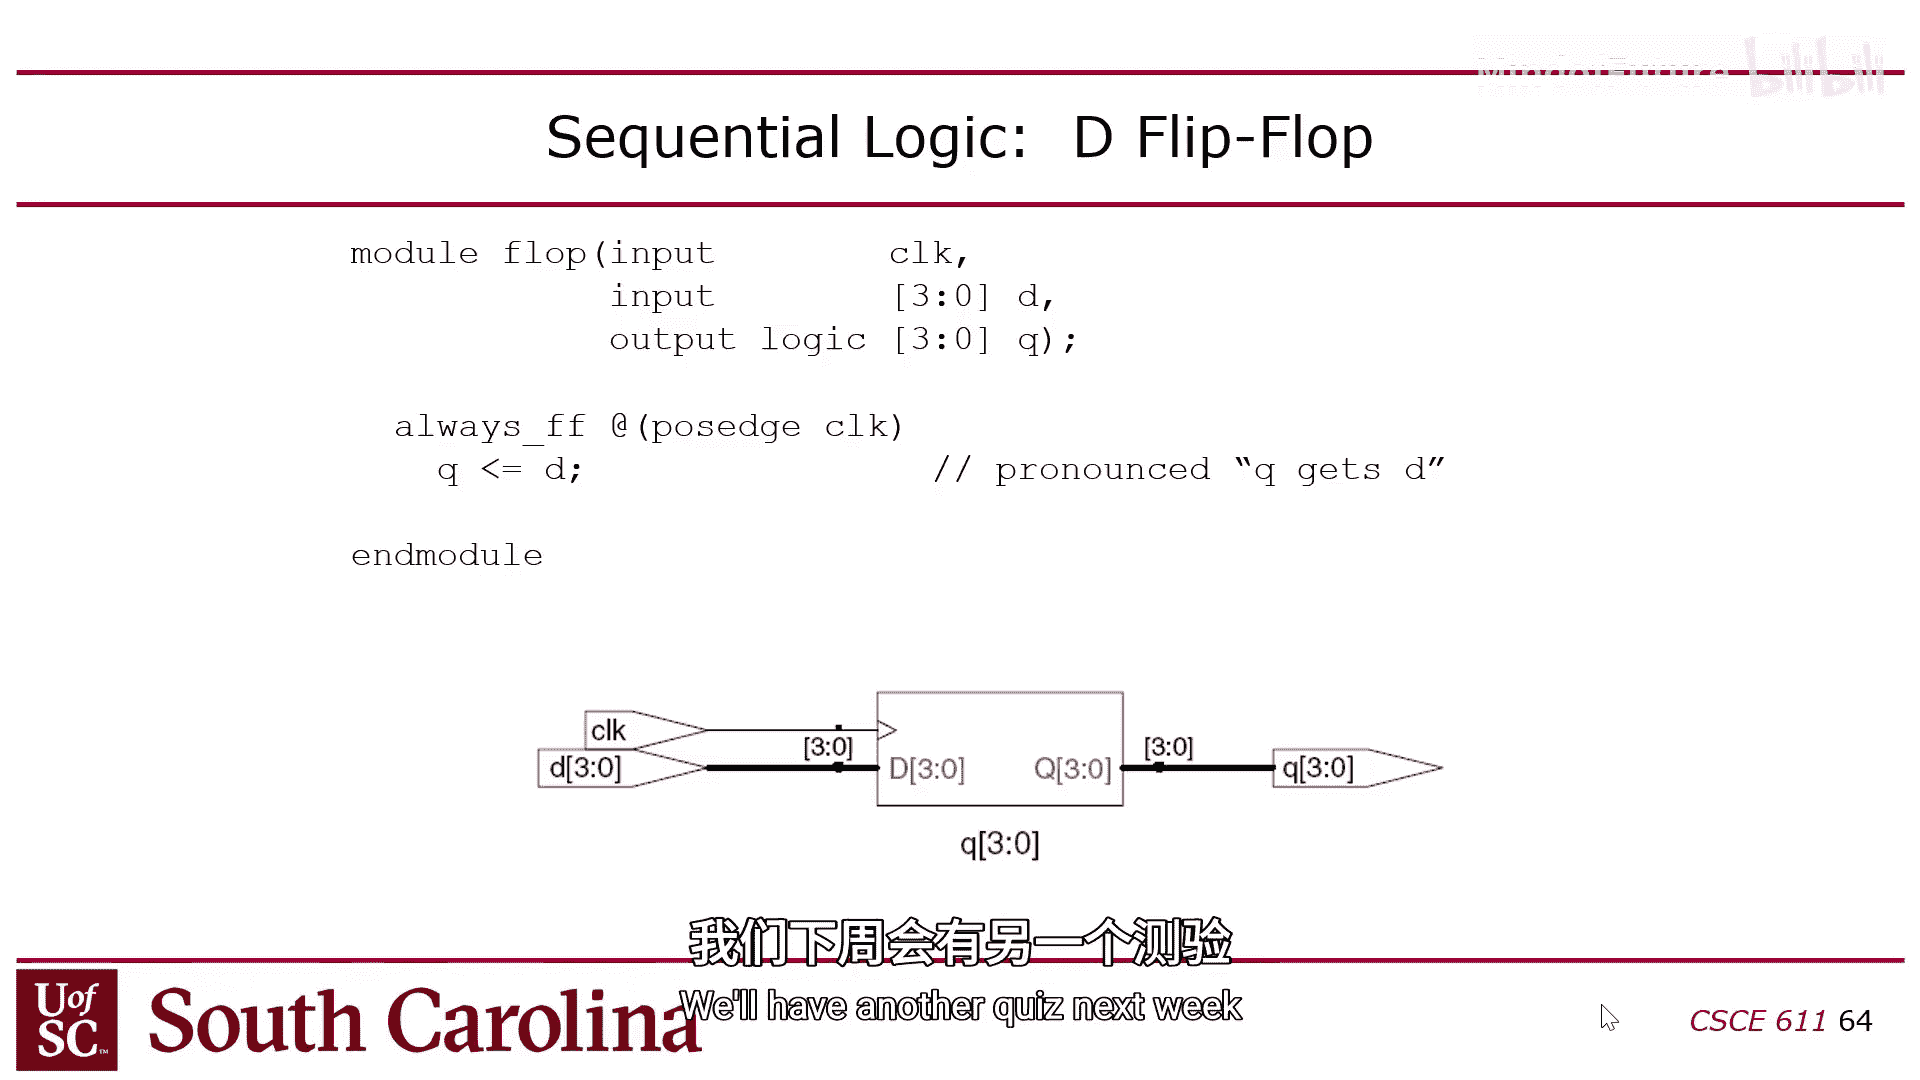 bilibili
Sequential Logic: D Flip-Flop
module flop(input clk,
input [3:0] d,
output logic [3:0] q);
always_ff @(posedge clk)
q <= d; // pronounced “q gets d”
endmodule
clk
d[3:0]
[3:0]
D[3:0]
Q[3:0]
[3:0]
q[3:0]
q[3:0]
我们下周会有另一个测验
We'll have another quiz next week
UofSC™
South Carolina
CSCE 611 64